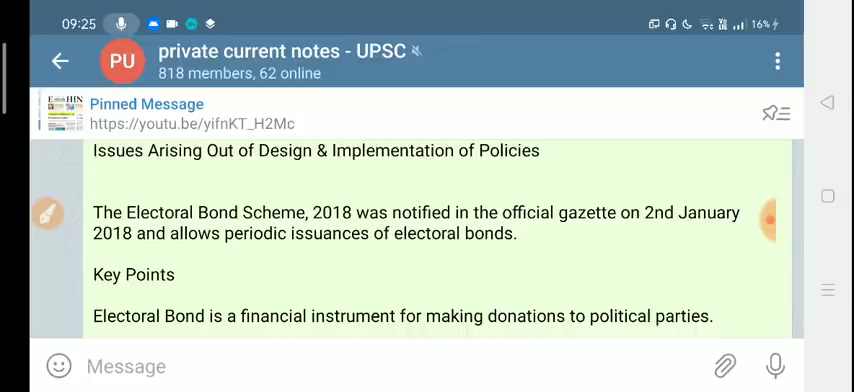 09:25
16%
PU
private current notes - UPSC
818 members, 62 online
Pinned Message
https://youtu.be/yifnKT_H2Mc
Issues Arising Out of Design & Implementation of Policies
The Electoral Bond Scheme, 2018 was notified in the official gazette on 2nd January
2018 and allows periodic issuances of electoral bonds.
Key Points
Electoral Bond is a financial instrument for making donations to political parties.
Message